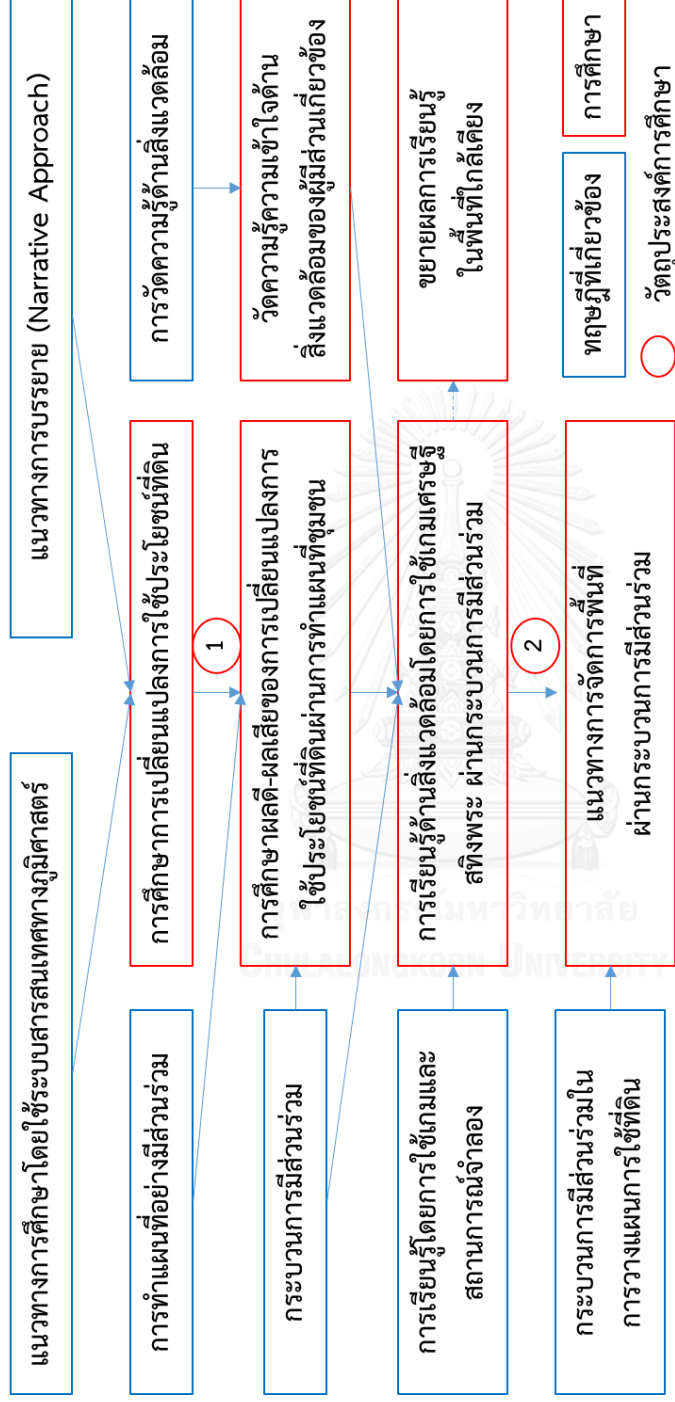 แนวทางการศึกษาโดยใช้ระบบสารสนเทศทางภูมิศาสตร์
แนวทางการบรรยาย (Narrative Approach)
การทำแผนที่อย่างมีส่วนร่วม
การศึกษาการเปลี่ยนแปลงการใช้ประโยชน์ที่ดิน
การวัดความรู้ด้านสิ่งแวดล้อม
1
กระบวนการมีส่วนร่วม
การศึกษาผลดี-ผลเสียของการเปลี่ยนแปลงการ
ใช้ประโยชน์ที่ดินผ่านการทำแผนที่ชุมชน
วัดความรู้ความเข้าใจด้าน
สิ่งแวดล้อมของผู้มีส่วนเกี่ยวข้อง
การเรียนรู้โดยการใช้เกมและ
สถานการณ์จำลอง
การเรียนรู้ด้านสิ่งแวดล้อมโดยการใช้เกมเศรษฐี
สทิงพระ ผ่านกระบวนการมีส่วนร่วม
ขยายผลการเรียนรู้
ในพื้นที่ใกล้เคียง
2
กระบวนการมีส่วนร่วมใน
การวางแผนการใช้ที่ดิน
แนวทางการจัดการพื้นที่
ผ่านกระบวนการมีส่วนร่วม
ทฤษฎีที่เกี่ยวข้อง
การศึกษา
วัตถุประสงค์การศึกษา
จุฬาลงกรณ์มหาวิทยาลัย
CHULALONGKORN UNIVERSITY